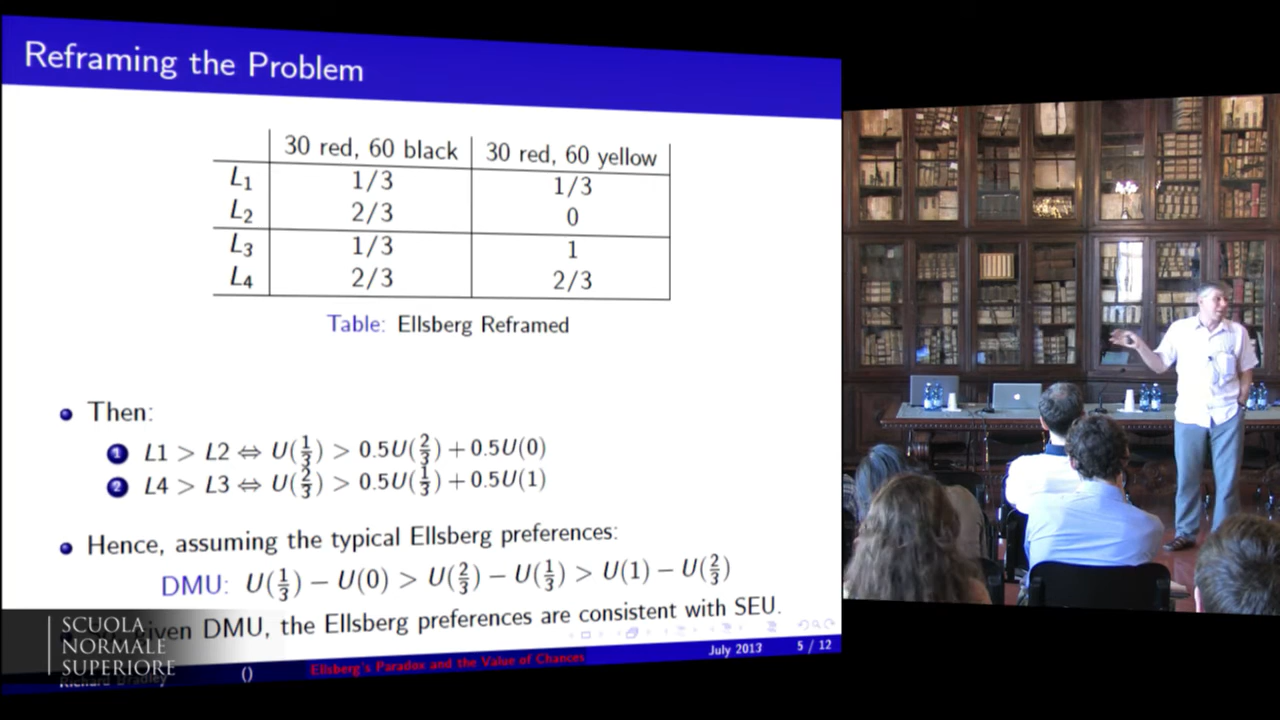 Reframing the Problem
30 red, 60 black 30 red, 60 yellow
L1 1/3 1/3
L2 2/3 0
L3 1/3 1
L4 2/3 2/3
Table: Ellsberg Reframed
Then:
1 L1 > L2 ⇔ U(1/3) > 0.5U(2/3) + 0.5U(0)
2 L4 > L3 ⇔ U(2/3) > 0.5U(1/3) + 0.5U(1)
Hence, assuming the typical Ellsberg preferences:
DMU: U(1/3) − U(0) > U(2/3) − U(1/3) > U(1) − U(2/3)
given DMU, the Ellsberg preferences are consistent with SEU.
SCUOLA
NORMALE
SUPERIORE
Richard Bradley () Ellsberg's Paradox and the Value of Chances July 2013 5 / 12